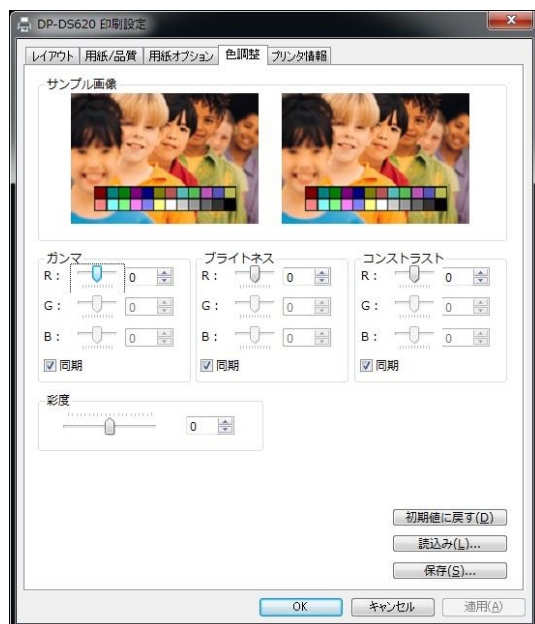 DP-DS620 印刷設定
レイアウト 用紙/品質 用紙オプション 色調整 プリンタ情報
サンプル画像
ガンマ ブライトネス コンストラスト
R: 0 R: 0 R: 0
G: 0 G: 0 G: 0
B: 0 B: 0 B: 0
同期 同期 同期
彩度
0
初期値に戻す(D)
読込み(L)...
保存(S)...
OK キャンセル 適用(A)